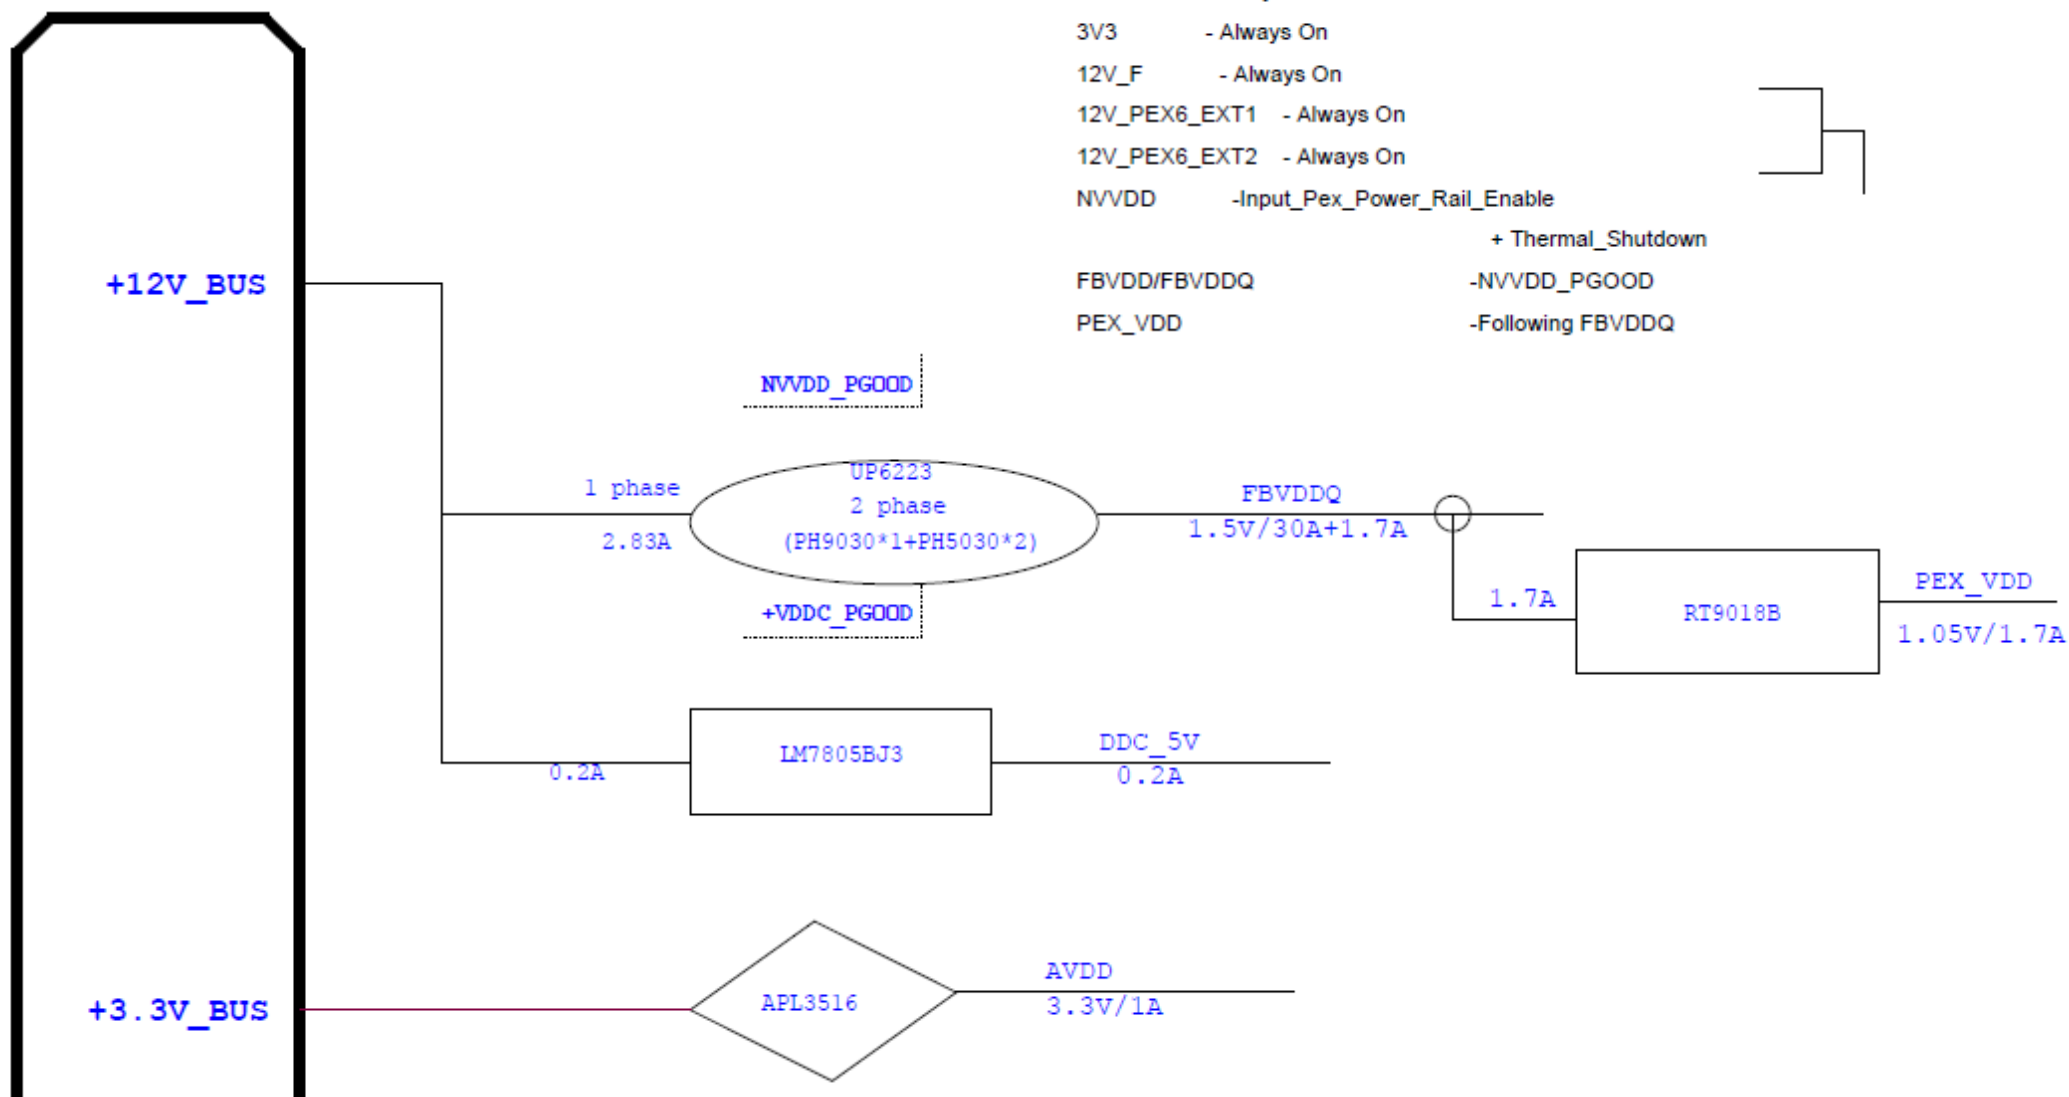 3V3 - Always On
12V_F - Always On
12V_PEX6_EXT1 - Always On
12V_PEX6_EXT2 - Always On
NVVDD -Input_Pex_Power_Rail_Enable
+ Thermal_Shutdown
FBVDD/FBVDDQ -NVVDD_PGOOD
PEX_VDD -Following FBVDDQ
+12V_BUS
NVVDD_PGOOD
1 phase
2.83A
UP6223
2 phase
(PH9030*1+PH5030*2)
FBVDDQ
1.5V/30A+1.7A
+VDDC_PGOOD
1.7A
RT9018B
PEX_VDD
1.05V/1.7A
0.2A
LM7805BJ3
DDC_5V
0.2A
+3.3V_BUS
APL3516
AVDD
3.3V/1A